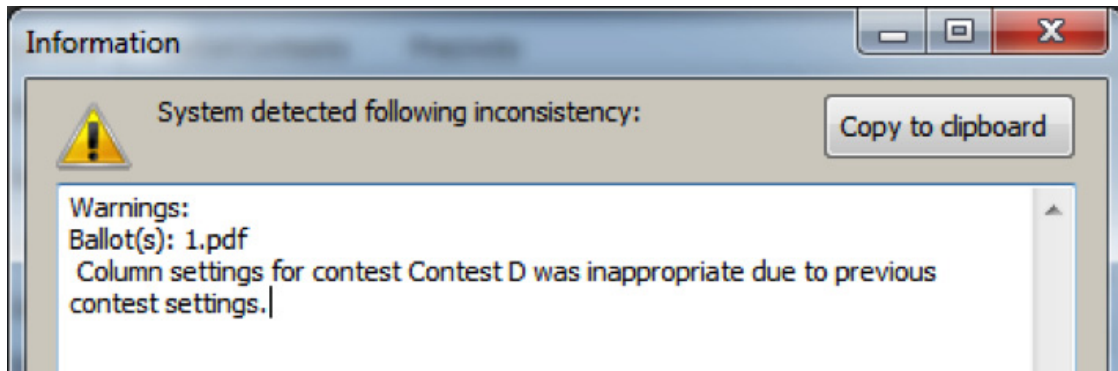 Information
System detected following inconsistency:
Copy to clipboard
Warnings:
Ballot(s): 1.pdf
Column settings for contest Contest D was inappropriate due to previous
contest settings.